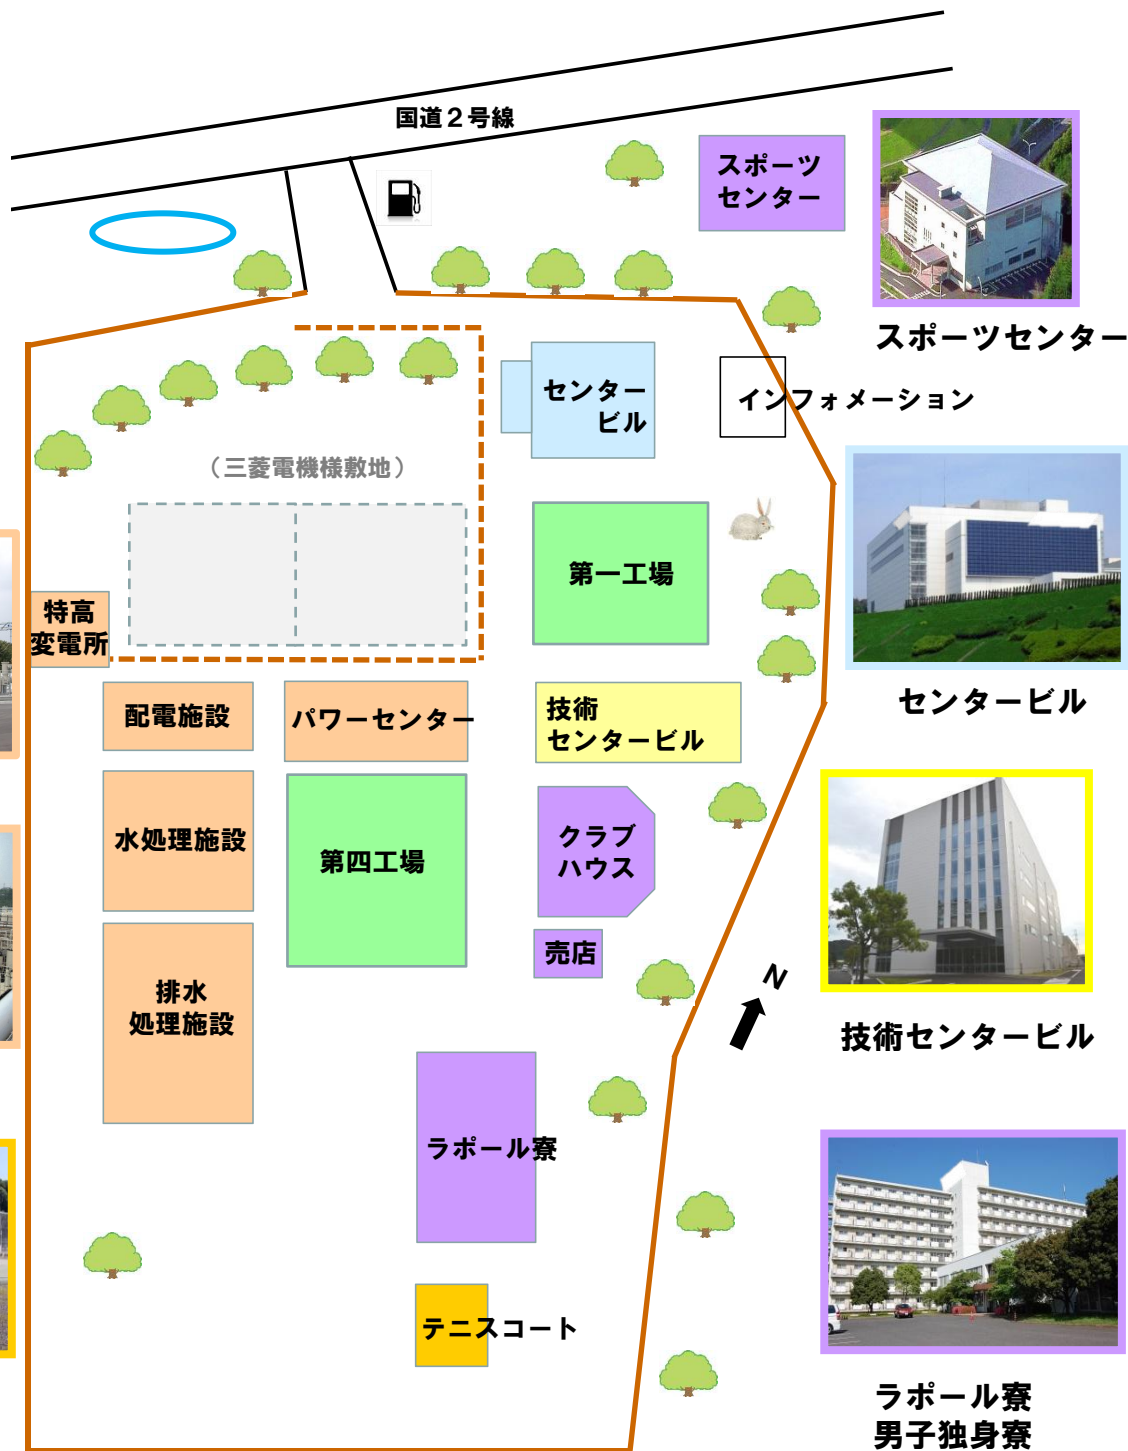 国道２号線
スポーツ
センター
スポーツセンター
センター
ビル
インフォメーション
（三菱電機様敷地）
第一工場
特高
変電所
センタービル
配電施設
パワーセンター
技術
センタービル
水処理施設
第四工場
クラブ
ハウス
売店
排水
処理施設
N
技術センタービル
ラポール寮
テニスコート
ラポール寮
男子独身寮